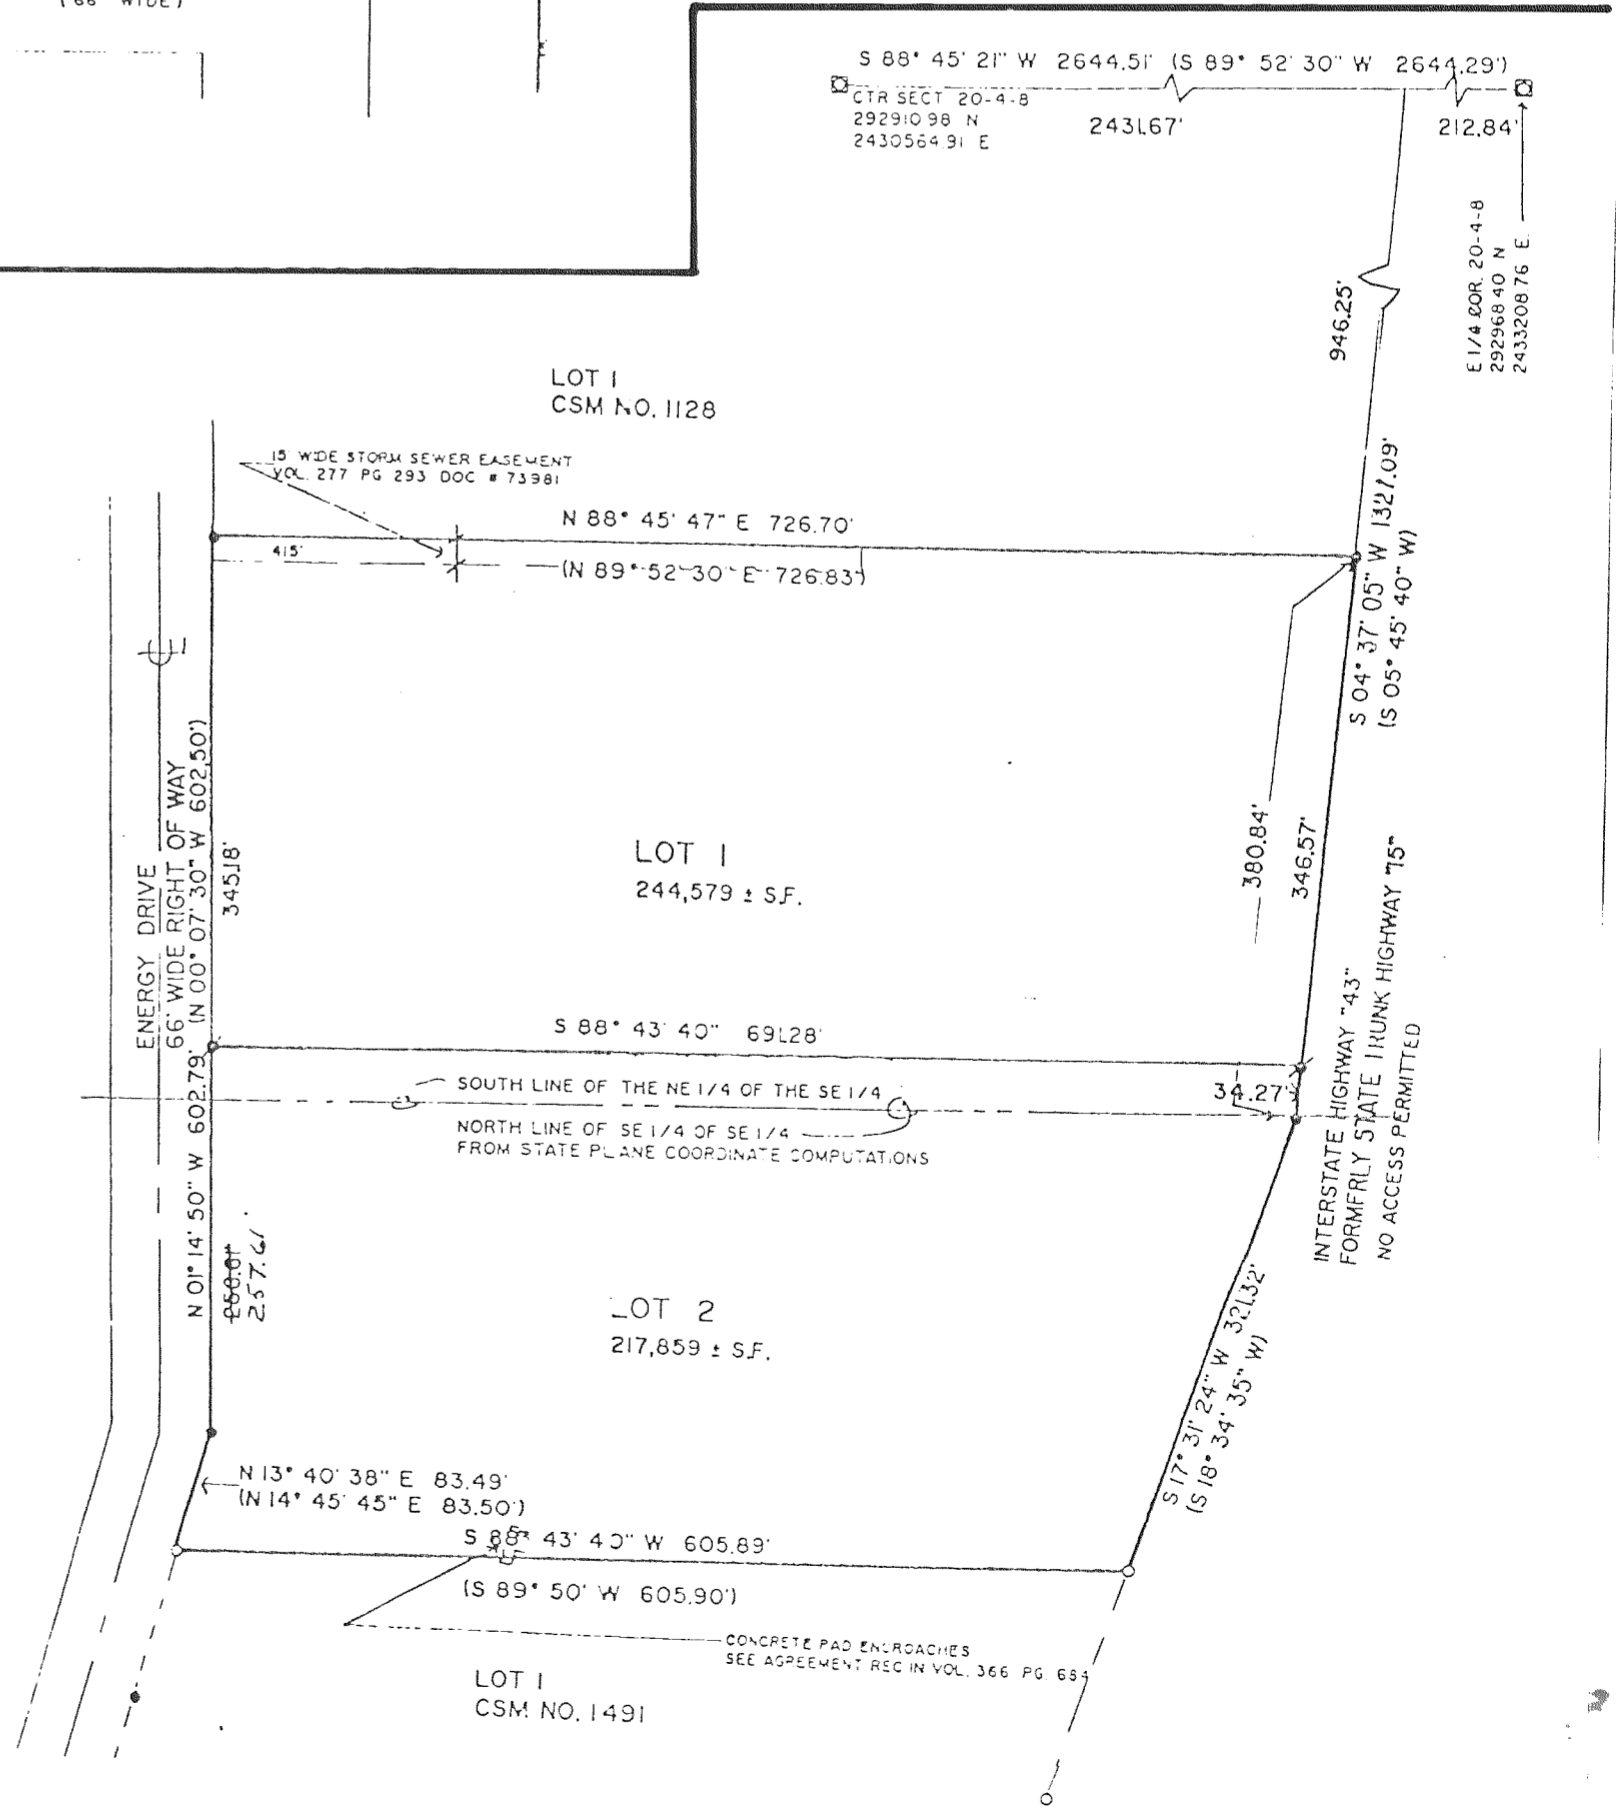 (66' WIDE)
S 88° 45' 21" W 2644.51' (S 89° 52' 30" W 2644.29')
CTR SECT 20-4-8
292910.98 N
2430564.91 E
2431.67'
212.84'
E 1/4 COR. 20-4-8
292968.40 N
2433208.76 E
946.25'
LOT 1
CSM NO. 1128
15 WIDE STORM SEWER EASEMENT
VOL. 277 PG 293 DOC # 73981
N 88° 45' 47" E 726.70'
415'
(N 89° 52' 30" E 726.83')
S 04° 37' 05" W 1327.09'
(S 05° 45' 40" W)
ENERGY DRIVE
66' WIDE RIGHT OF WAY
(N 00° 07' 30" W 602.50')
345.18'
LOT 1
244,579 ± S.F.
380.84'
346.57'
S 88° 43' 40" 691.28'
SOUTH LINE OF THE NE 1/4 OF THE SE 1/4
34.27'
NORTH LINE OF SE 1/4 OF SE 1/4
FROM STATE PLANE COORDINATE COMPUTATIONS
INTERSTATE HIGHWAY "43"
FORMERLY STATE TRUNK HIGHWAY "15"
NO ACCESS PERMITTED
N 01° 14' 50" W 602.79'
257.61'
LOT 2
217,859 ± S.F.
S 17° 31' 24" W 321.32'
(S 18° 34' 35" W)
N 13° 40' 38" E 83.49'
(N 14° 45' 45" E 83.50')
S 88° 43' 40" W 605.89'
(S 89° 50' W 605.90')
CONCRETE PAD ENCROACHES
SEE AGREEMENT REC IN VOL. 366 PG. 684
LOT 1
CSM NO. 1491